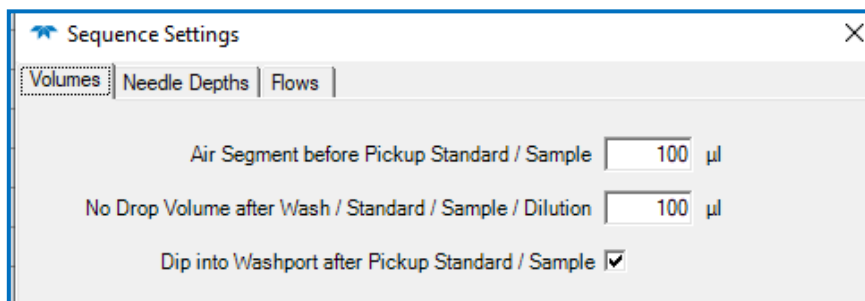 Sequence Settings
Volumes Needle Depths Flows
Air Segment before Pickup Standard / Sample 100 µl
No Drop Volume after Wash / Standard / Sample / Dilution 100 µl
Dip into Washport after Pickup Standard / Sample